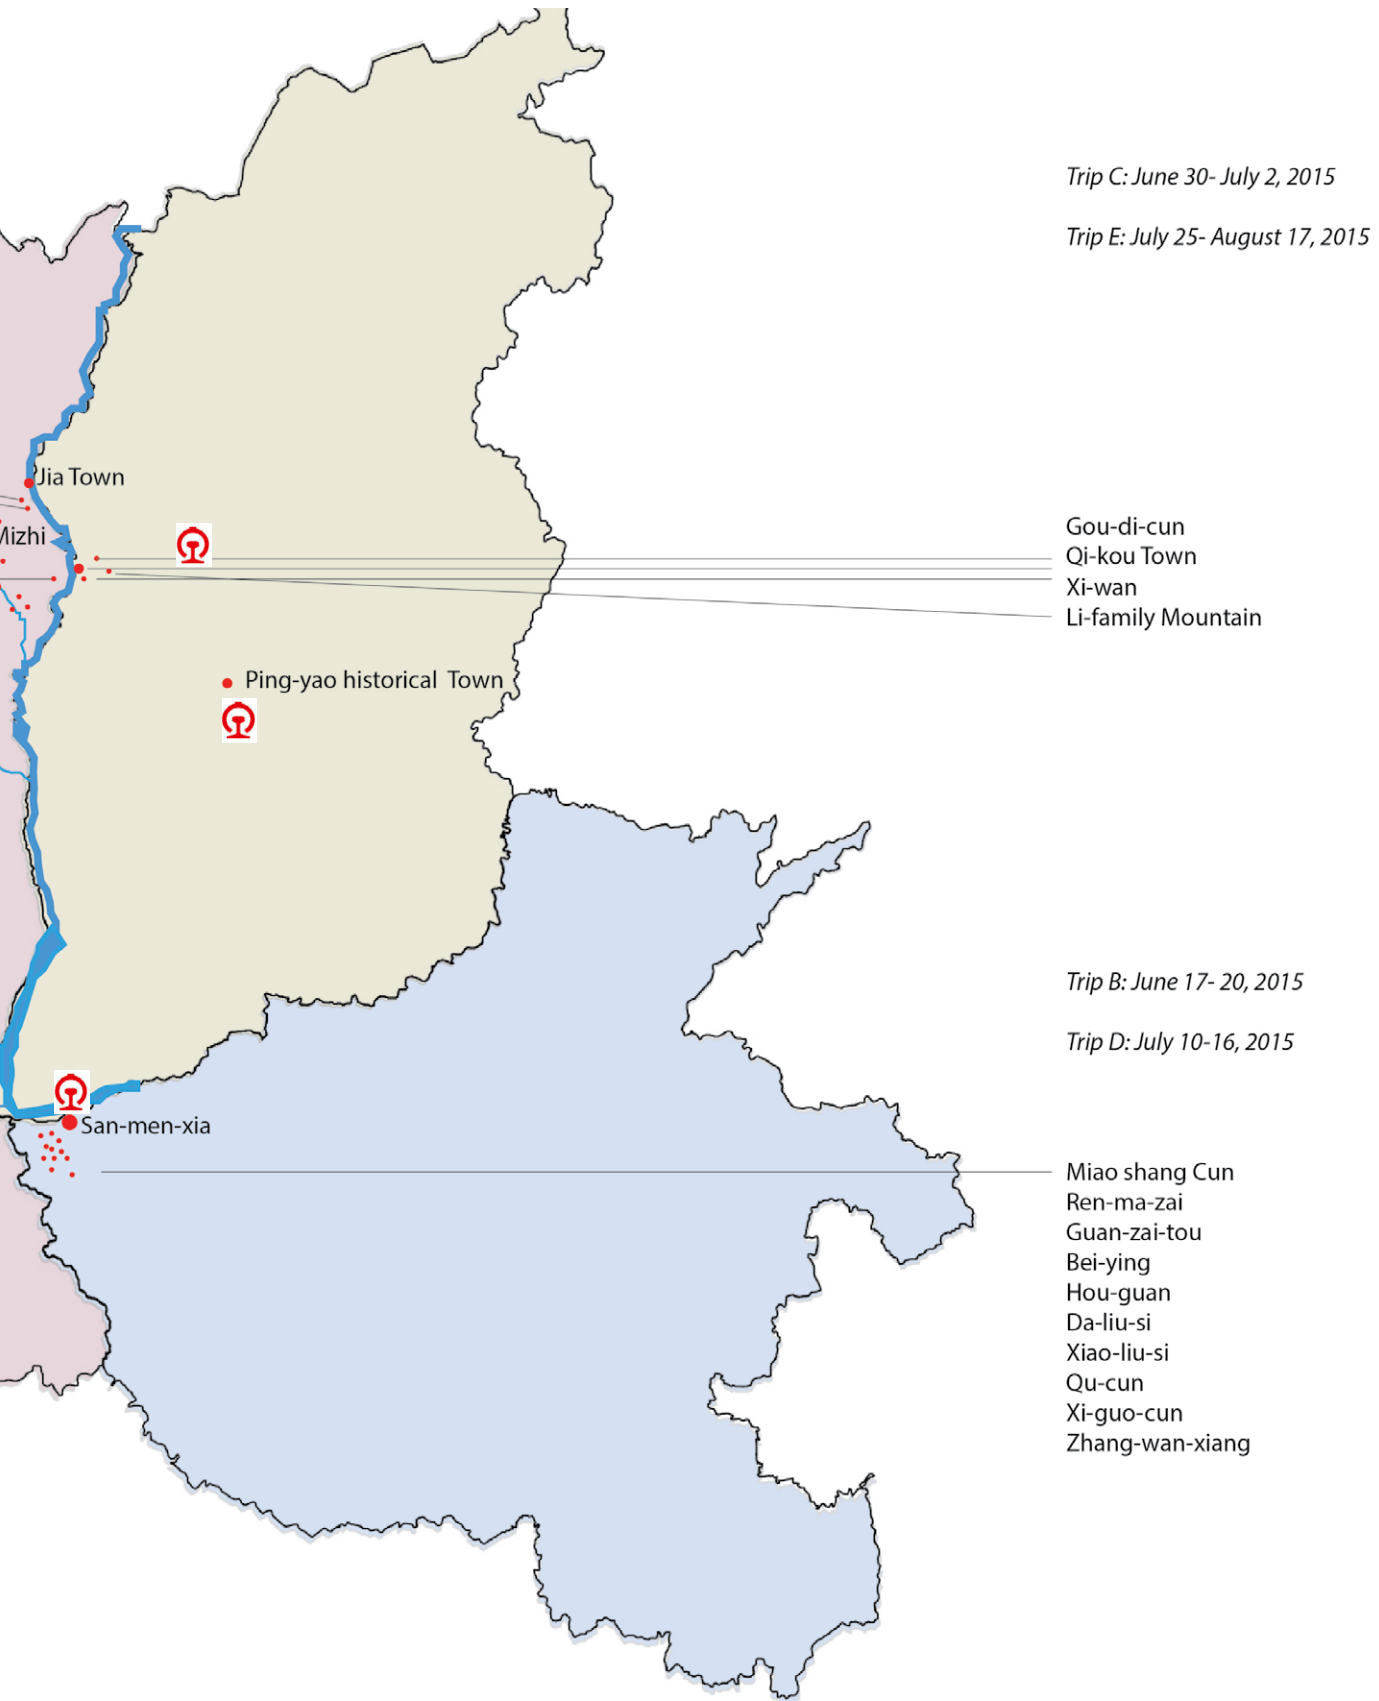 Trip C: June 30- July 2, 2015
Trip E: July 25- August 17, 2015
Jia Town
Mizhi
Gou-di-cun
Qi-kou Town
Xi-wan
Li-family Mountain
Ping-yao historical Town
Trip B: June 17- 20, 2015
Trip D: July 10-16, 2015
San-men-xia
Miao shang Cun
Ren-ma-zai
Guan-zai-tou
Bei-ying
Hou-guan
Da-liu-si
Xiao-liu-si
Qu-cun
Xi-guo-cun
Zhang-wan-xiang